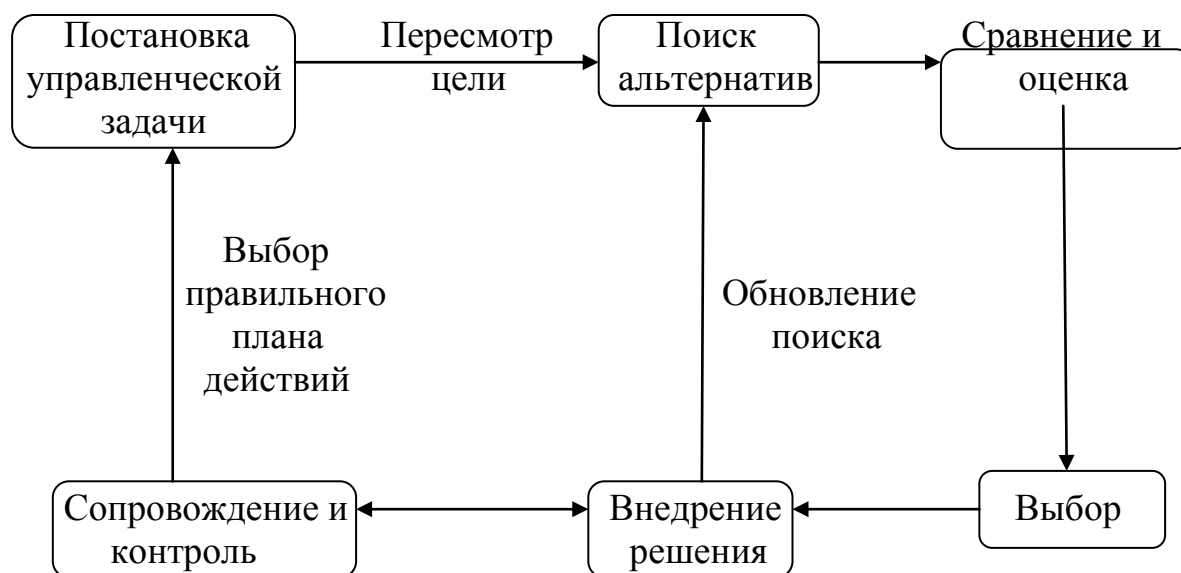 Постановка
управленческой
задачи
Пересмотр
цели
Поиск
альтернатив
Сравнение и
оценка
Выбор
правильного
плана
действий
Обновление
поиска
Сопровождение и
контроль
Внедрение
решения
Выбор